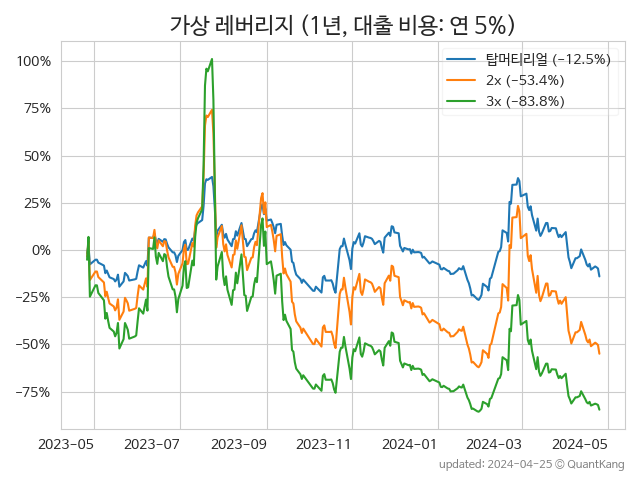 가상 레버리지 (1년, 대출 비용: 연 5%)
탑머티리얼 (−12.5%)
2x (−53.4%)
3x (−83.8%)
100%
75%
50%
25%
0%
−25%
−50%
−75%
2023-05 2023-07 2023-09 2023-11 2024-01 2024-03 2024-05
updated: 2024-04-25 © QuantKang